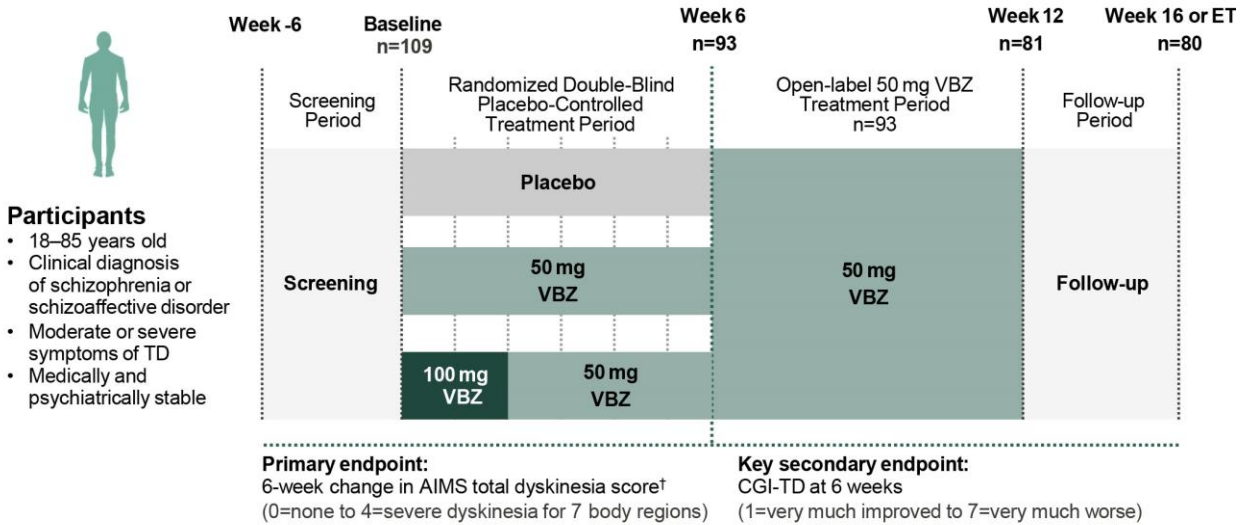 Week -6
Baseline
n=109
Week 6
n=93
Week 12
n=81
Week 16 or ET
n=80
Screening
Period
Randomized Double-Blind
Placebo-Controlled
Treatment Period
Open-label 50 mg VBZ
Treatment Period
n=93
Follow-up
Period
Participants
• 18–85 years old
• Clinical diagnosis
of schizophrenia or
schizoaffective disorder
• Moderate or severe
symptoms of TD
• Medically and
psychiatrically stable
Screening
Placebo
50 mg
VBZ
100 mg
VBZ
50 mg
VBZ
50 mg
VBZ
Follow-up
Primary endpoint:
6-week change in AIMS total dyskinesia score†
(0=none to 4=severe dyskinesia for 7 body regions)
Key secondary endpoint:
CGI-TD at 6 weeks
(1=very much improved to 7=very much worse)